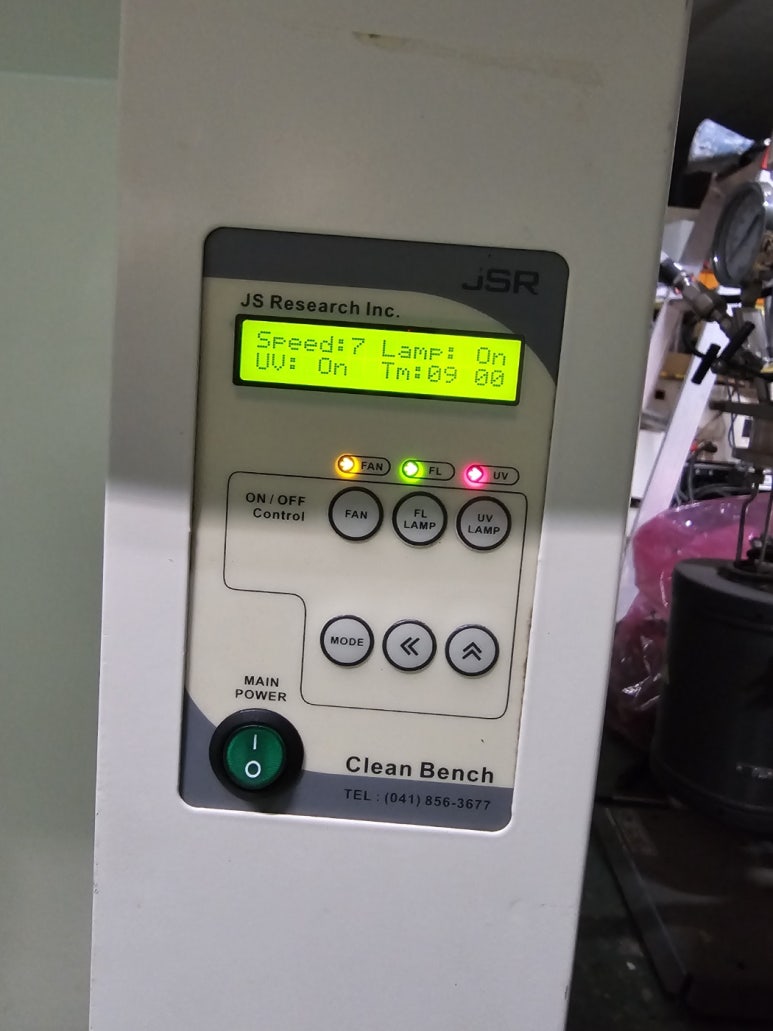 JSR
JS Research Inc.
Speed:7 Lamp: On
UV: On Tm:09 00
FAN FL UV
ON / OFF
Control
FAN
FL
LAMP
UV
LAMP
MODE
MAIN
POWER
I
O
Clean Bench
TEL : (041) 856-3677